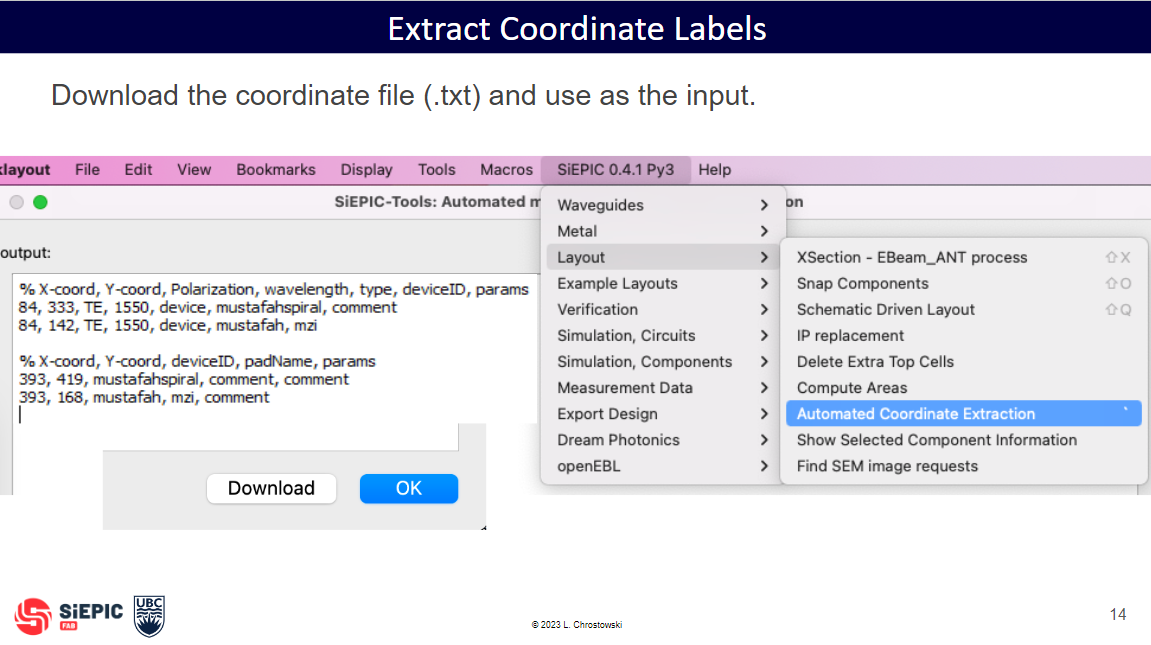 Extract Coordinate Labels
Download the coordinate file (.txt) and use as the input.
klayout File Edit View Bookmarks Display Tools Macros SiEPIC 0.4.1 Py3 Help
SiEPIC-Tools: Automated m
on
output:
% X-coord, Y-coord, Polarization, wavelength, type, deviceID, params
84, 333, TE, 1550, device, mustafahspiral, comment
84, 142, TE, 1550, device, mustafah, mzi
% X-coord, Y-coord, deviceID, padName, params
393, 419, mustafahspiral, comment, comment
393, 168, mustafah, mzi, comment
Download OK
Waveguides
Metal
Layout
Example Layouts
Verification
Simulation, Circuits
Simulation, Components
Measurement Data
Export Design
Dream Photonics
openEBL
XSection - EBeam_ANT process ⇧X
Snap Components ⇧O
Schematic Driven Layout ⇧Q
IP replacement
Delete Extra Top Cells
Compute Areas
Automated Coordinate Extraction `
Show Selected Component Information
Find SEM image requests
SiEPIC
FAB
UBC
© 2023 L. Chrostowski
14